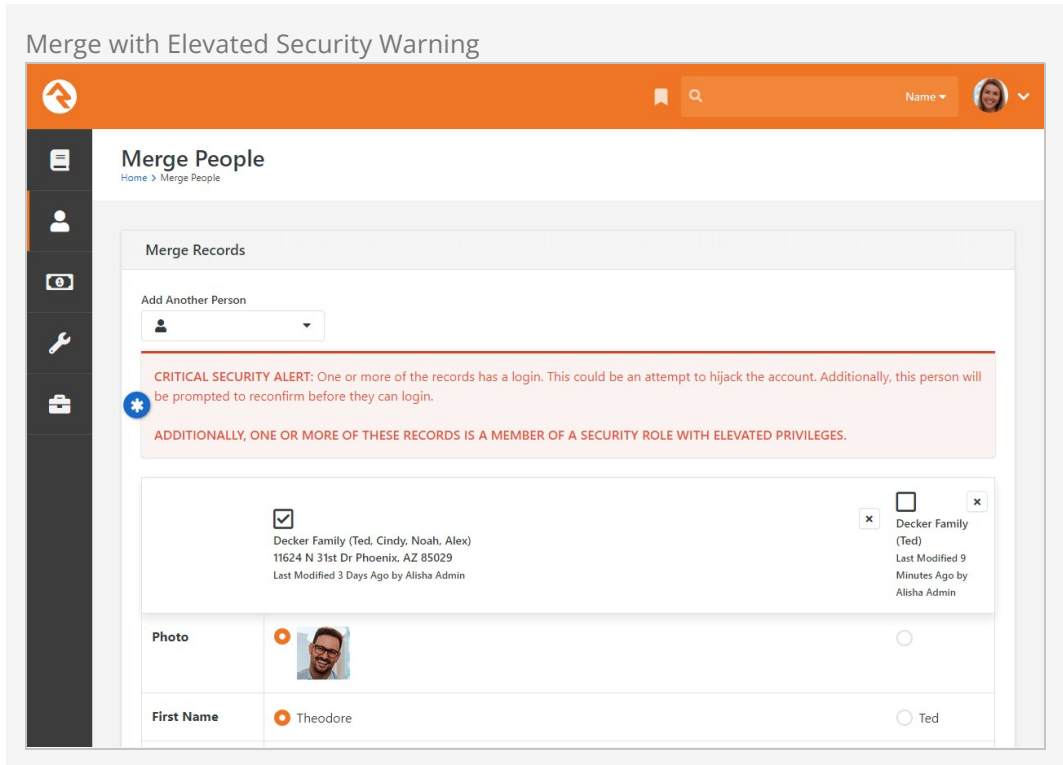 Merge with Elevated Security Warning
Name
Merge People
Home > Merge People
Merge Records
Add Another Person
CRITICAL SECURITY ALERT: One or more of the records has a login. This could be an attempt to hijack the account. Additionally, this person will
be prompted to reconfirm before they can login.
ADDITIONALLY, ONE OR MORE OF THESE RECORDS IS A MEMBER OF A SECURITY ROLE WITH ELEVATED PRIVILEGES.
Decker Family (Ted, Cindy, Noah, Alex)
11624 N 31st Dr Phoenix, AZ 85029
Last Modified 3 Days Ago by Alisha Admin
Decker Family
(Ted)
Last Modified 9
Minutes Ago by
Alisha Admin
Photo
First Name
Theodore
Ted